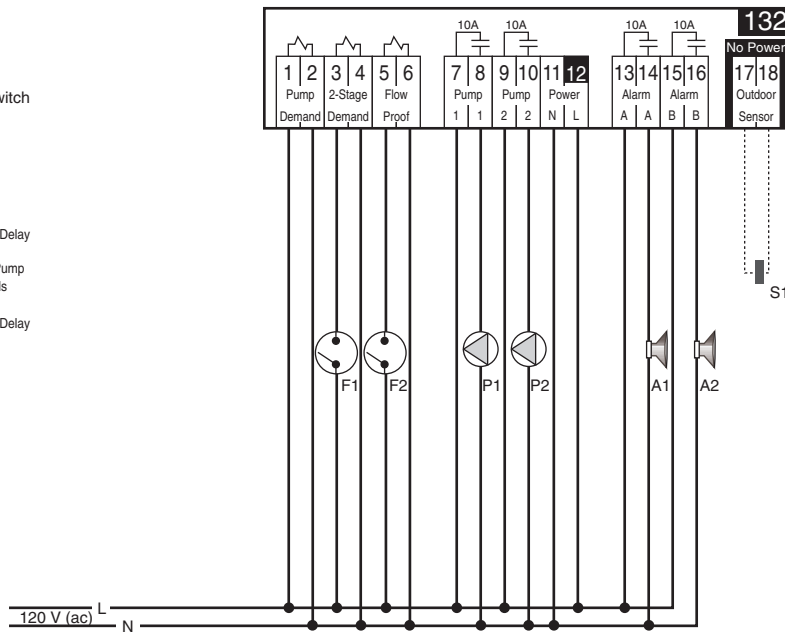 132
No Power
10A 10A 10A 10A
1 2 3 4 5 6 7 8 9 10 11 12 13 14 15 16 17 18
Pump 2-Stage Flow Pump Pump Power Alarm Alarm Outdoor
Demand Demand Proof 1 1 2 2 N L A A B B Sensor
witch
Delay
Pump
ls
Delay
S1
F1 F2 P1 P2 A1 A2
L
120 V (ac)
N